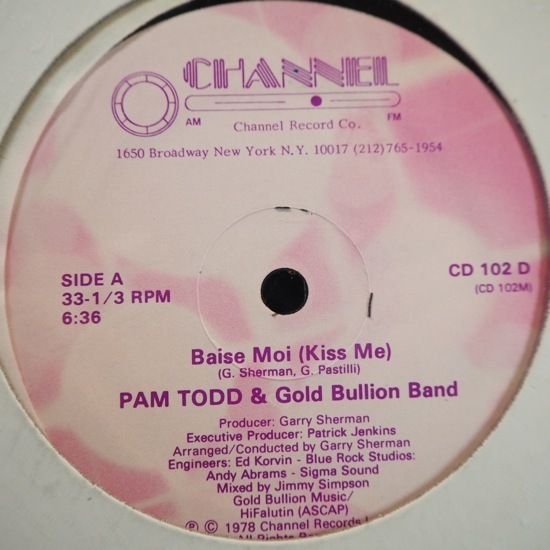 CHANNEL
AM FM
Channel Record Co.
1650 Broadway New York N.Y. 10017 (212)765-1954
SIDE A
33-1/3 RPM
6:36
CD 102 D
(CD 102M)
Baise Moi (Kiss Me)
(G. Sherman, G. Pastilli)
PAM TODD & Gold Bullion Band
Producer: Garry Sherman
Executive Producer: Patrick Jenkins
Arranged/Conducted by Garry Sherman
Engineers: Ed Korvin - Blue Rock Studios:
Andy Abrams - Sigma Sound
Mixed by Jimmy Simpson
Gold Bullion Music/
HiFalutin (ASCAP)
℗ © 1978 Channel Records
All Rights